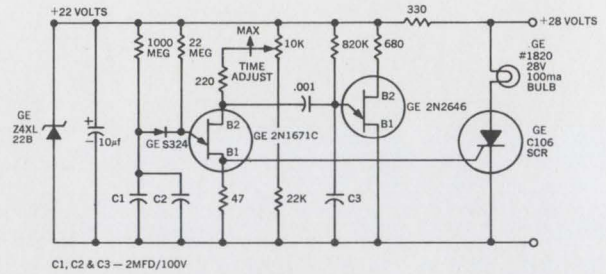 +22 VOLTS
330
+28 VOLTS
1000
MEG
22
MEG
MAX
10K
TIME
ADJUST
820K
680
GE
#1820
28V
100ma
BULB
220
.001
B2
GE 2N2646
B1
GE
Z4XL
22B
+
−
10µf
GE S324
B2
GE 2N1671C
B1
GE
C106
SCR
C1
C2
47
22K
C3
C1, C2 & C3 — 2MFD/100V